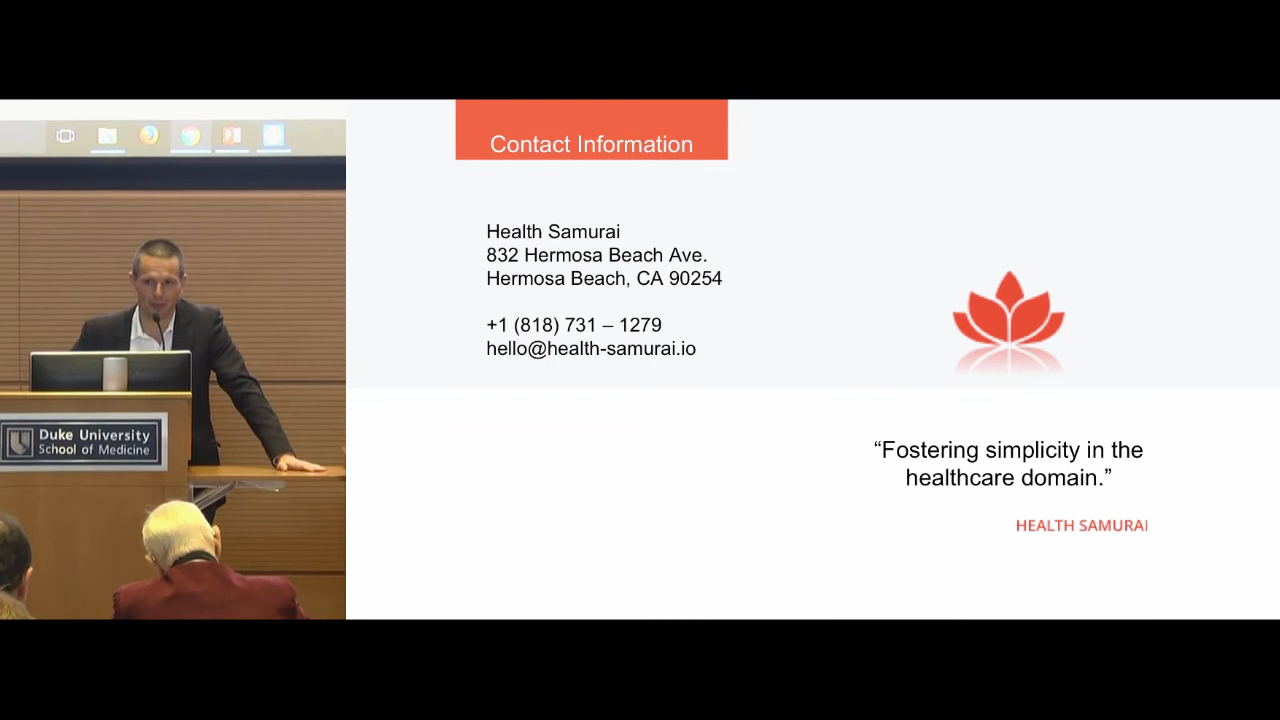 Contact Information
Health Samurai
832 Hermosa Beach Ave.
Hermosa Beach, CA 90254
+1 (818) 731 – 1279
hello@health-samurai.io
Duke University
School of Medicine
“Fostering simplicity in the
healthcare domain.”
HEALTH SAMURAI